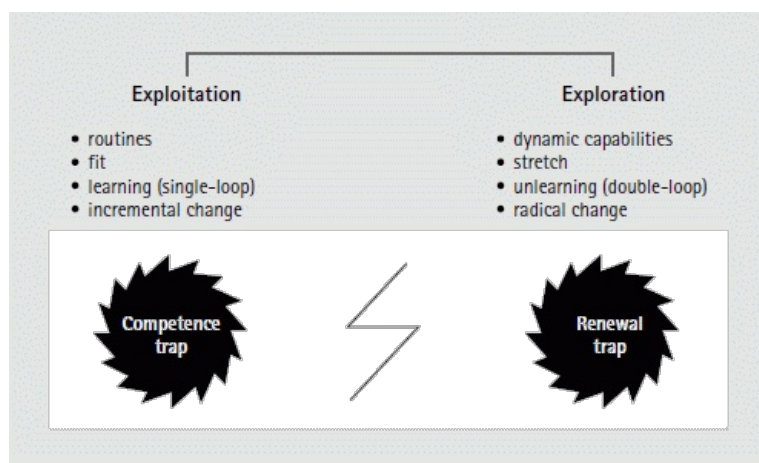 Exploitation
• routines
• fit
• learning (single-loop)
• incremental change
Exploration
• dynamic capabilities
• stretch
• unlearning (double-loop)
• radical change
Competence
trap
Renewal
trap